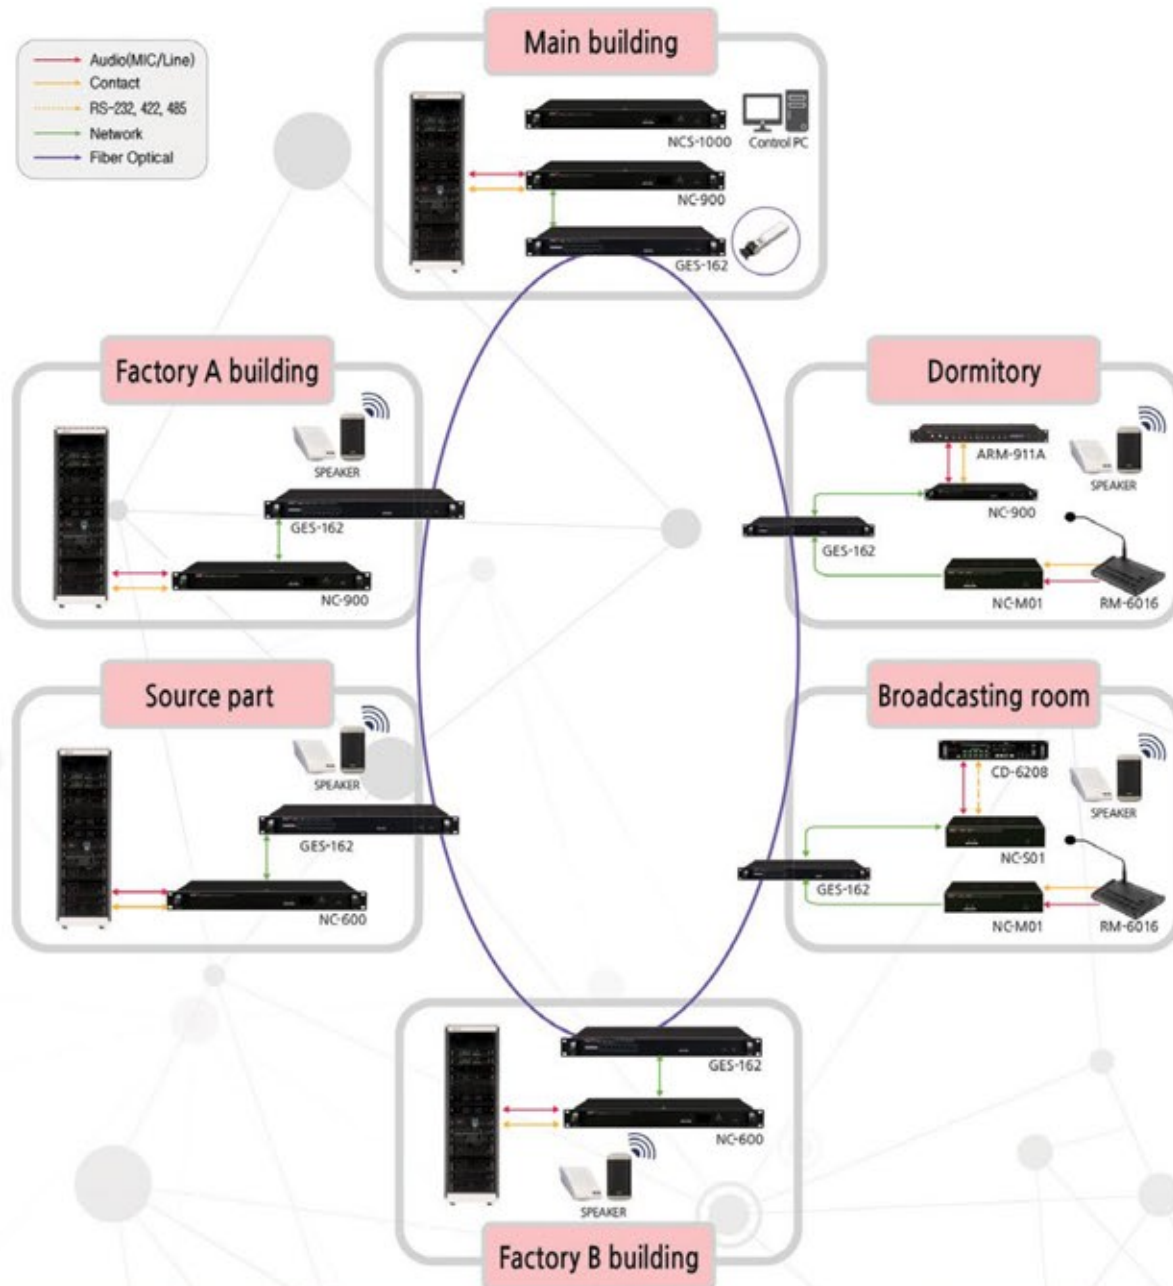 Main building
Audio(MIC/Line)
Contact
RS-232, 422, 485
Network
Fiber Optical
NCS-1000
Control PC
NC-900
GES-162
Factory A building
SPEAKER
GES-162
NC-900
Dormitory
ARM-911A
SPEAKER
NC-900
GES-162
NC-M01
RM-6016
Source part
SPEAKER
GES-162
NC-600
Broadcasting room
CD-6208
SPEAKER
NC-S01
GES-162
NC-M01
RM-6016
GES-162
NC-600
SPEAKER
Factory B building